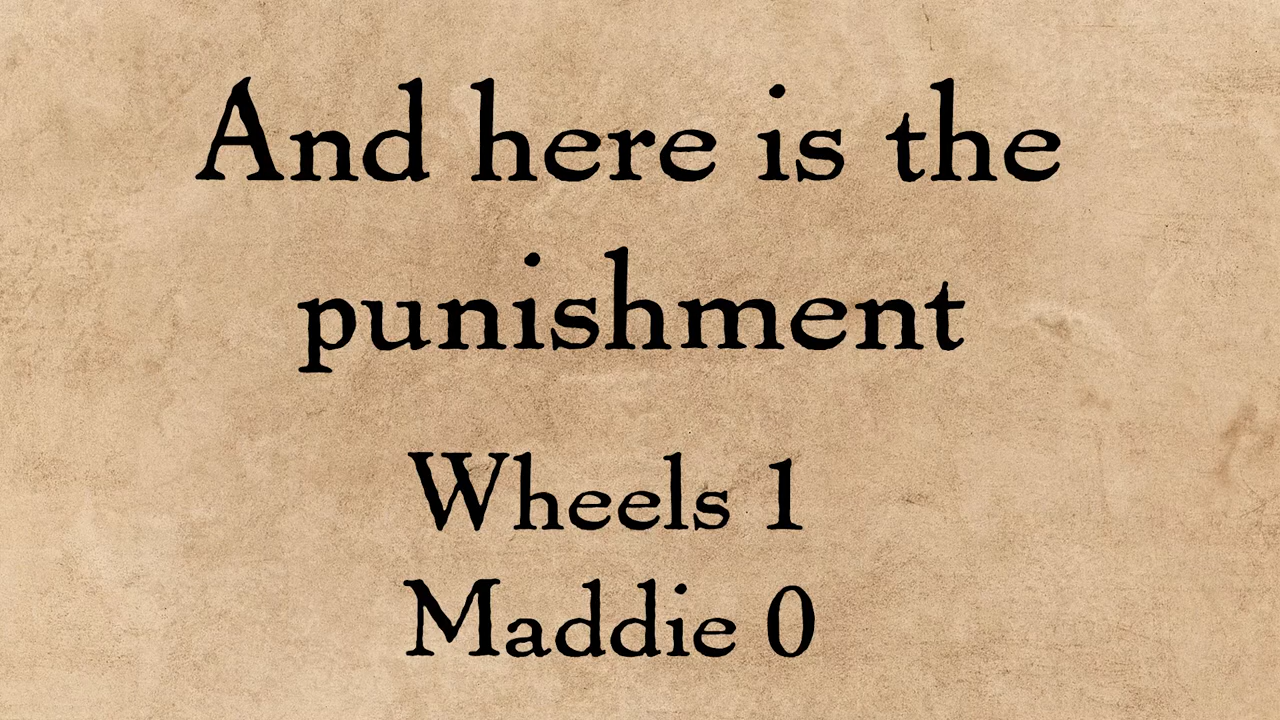 And here is the
punishment
Wheels 1
Maddie 0